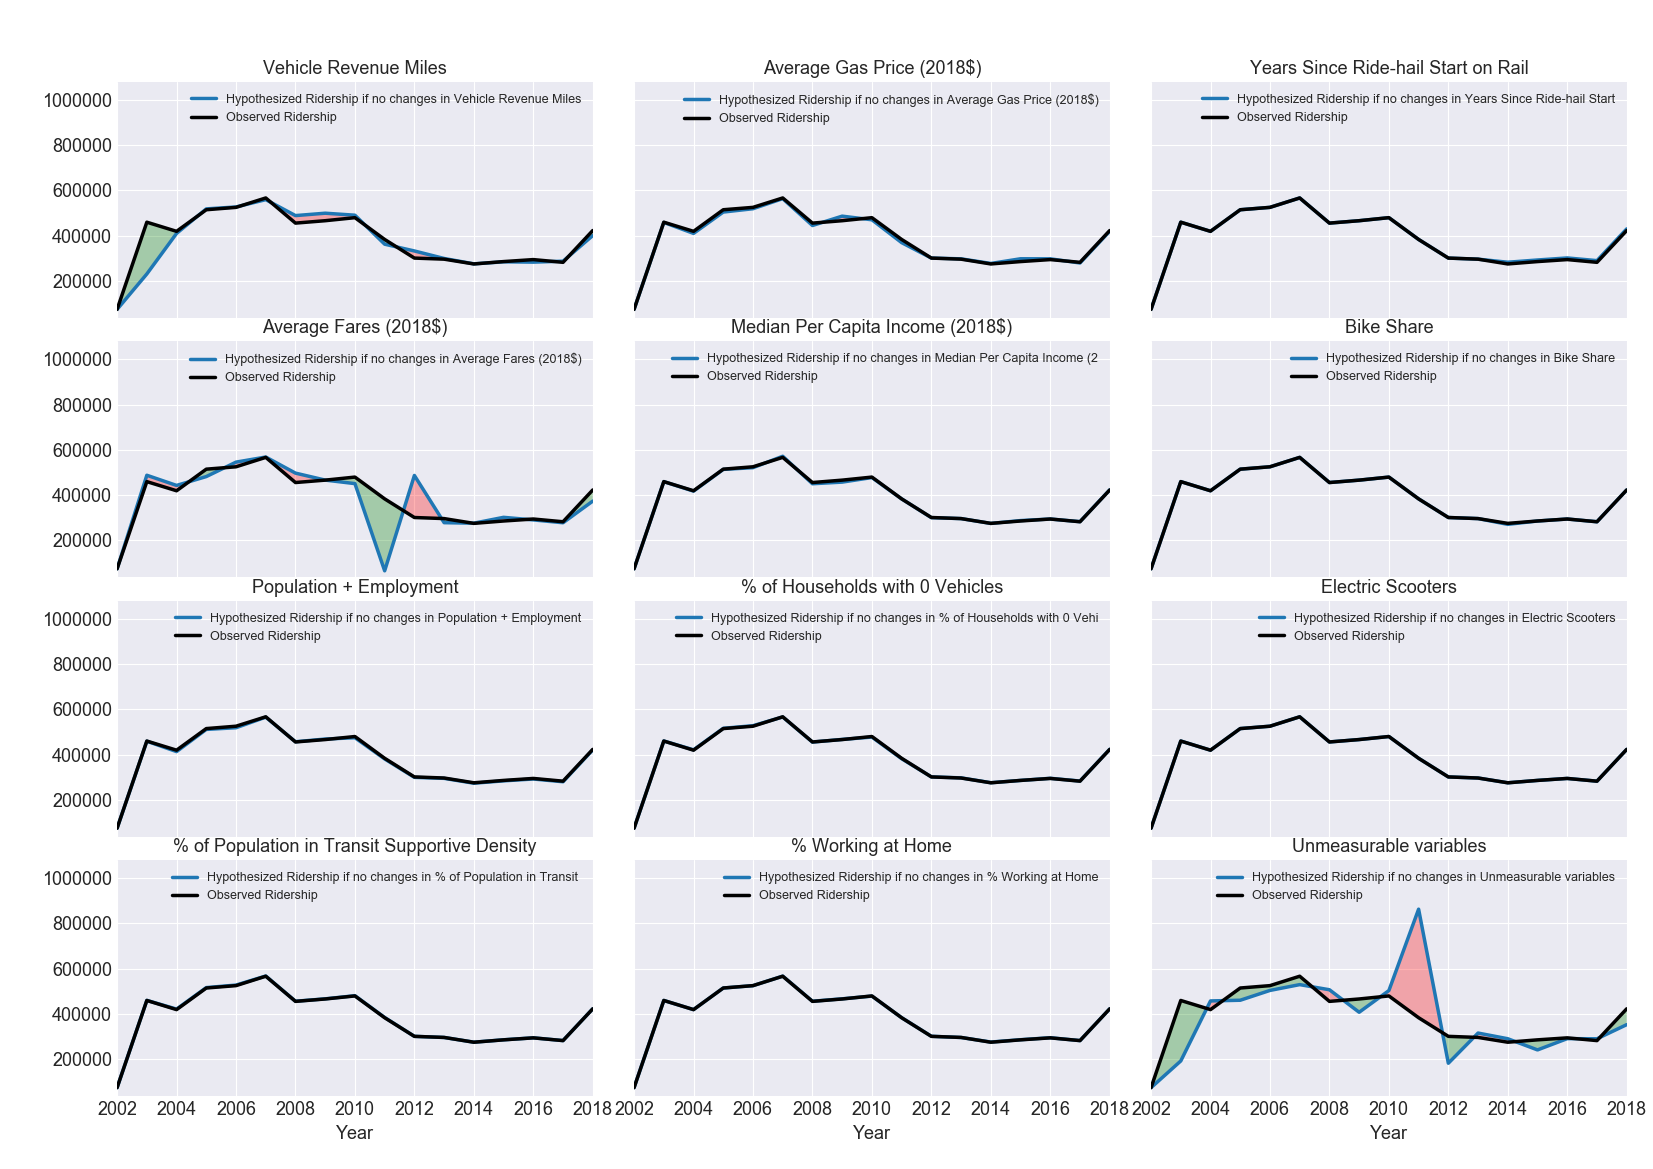 Vehicle Revenue Miles
Hypothesized Ridership if no changes in Vehicle Revenue Miles
Observed Ridership
1000000
800000
600000
400000
200000
Average Gas Price (2018$)
Hypothesized Ridership if no changes in Average Gas Price (2018$)
Observed Ridership
Years Since Ride-hail Start on Rail
Hypothesized Ridership if no changes in Years Since Ride-hail Start
Observed Ridership
Average Fares (2018$)
Hypothesized Ridership if no changes in Average Fares (2018$)
Observed Ridership
1000000
800000
600000
400000
200000
Median Per Capita Income (2018$)
Hypothesized Ridership if no changes in Median Per Capita Income (2
Observed Ridership
Bike Share
Hypothesized Ridership if no changes in Bike Share
Observed Ridership
Population + Employment
Hypothesized Ridership if no changes in Population + Employment
Observed Ridership
1000000
800000
600000
400000
200000
% of Households with 0 Vehicles
Hypothesized Ridership if no changes in % of Households with 0 Vehi
Observed Ridership
Electric Scooters
Hypothesized Ridership if no changes in Electric Scooters
Observed Ridership
% of Population in Transit Supportive Density
Hypothesized Ridership if no changes in % of Population in Transit
Observed Ridership
1000000
800000
600000
400000
200000
2002 2004 2006 2008 2010 2012 2014 2016 2018
Year
% Working at Home
Hypothesized Ridership if no changes in % Working at Home
Observed Ridership
2002 2004 2006 2008 2010 2012 2014 2016 2018
Year
Unmeasurable variables
Hypothesized Ridership if no changes in Unmeasurable variables
Observed Ridership
2002 2004 2006 2008 2010 2012 2014 2016 2018
Year